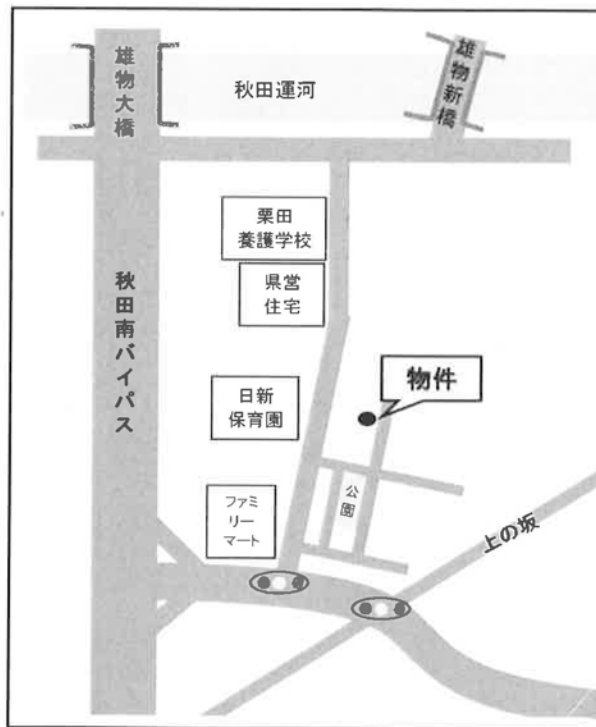 雄物大橋
秋田運河
雄物新橋
栗田
養護学校
県営
住宅
秋田南バイパス
物件
日新
保育園
公園
ファミ
リー
マート
上の坂